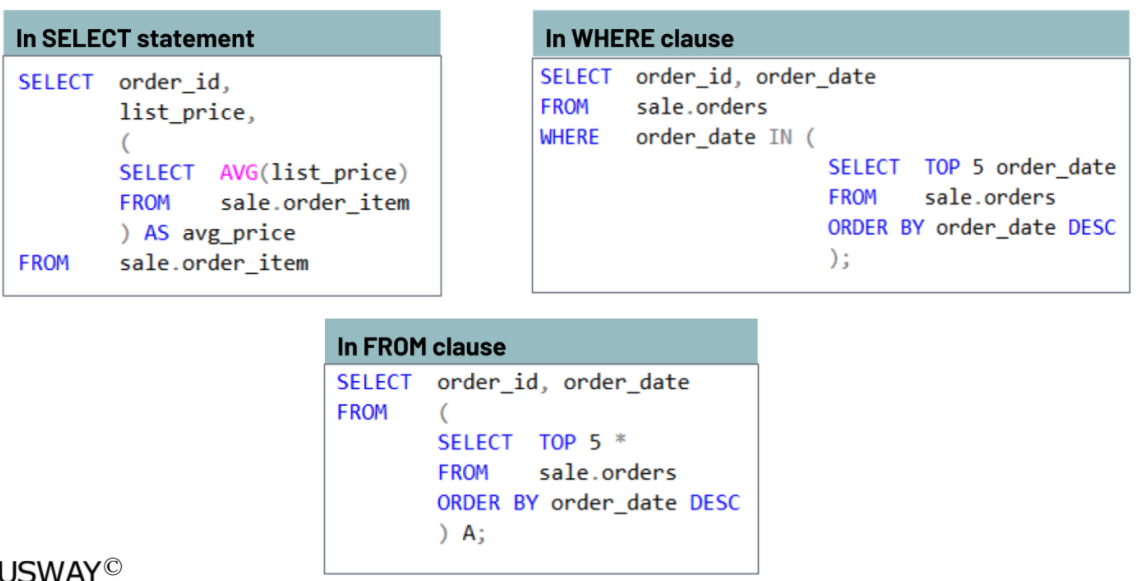 In SELECT statement
SELECT order_id,
list_price,
(
SELECT AVG(list_price)
FROM sale.order_item
) AS avg_price
FROM sale.order_item
In WHERE clause
SELECT order_id, order_date
FROM sale.orders
WHERE order_date IN (
SELECT TOP 5 order_date
FROM sale.orders
ORDER BY order_date DESC
);
In FROM clause
SELECT order_id, order_date
FROM (
SELECT TOP 5 *
FROM sale.orders
ORDER BY order_date DESC
) A;
USWAY©